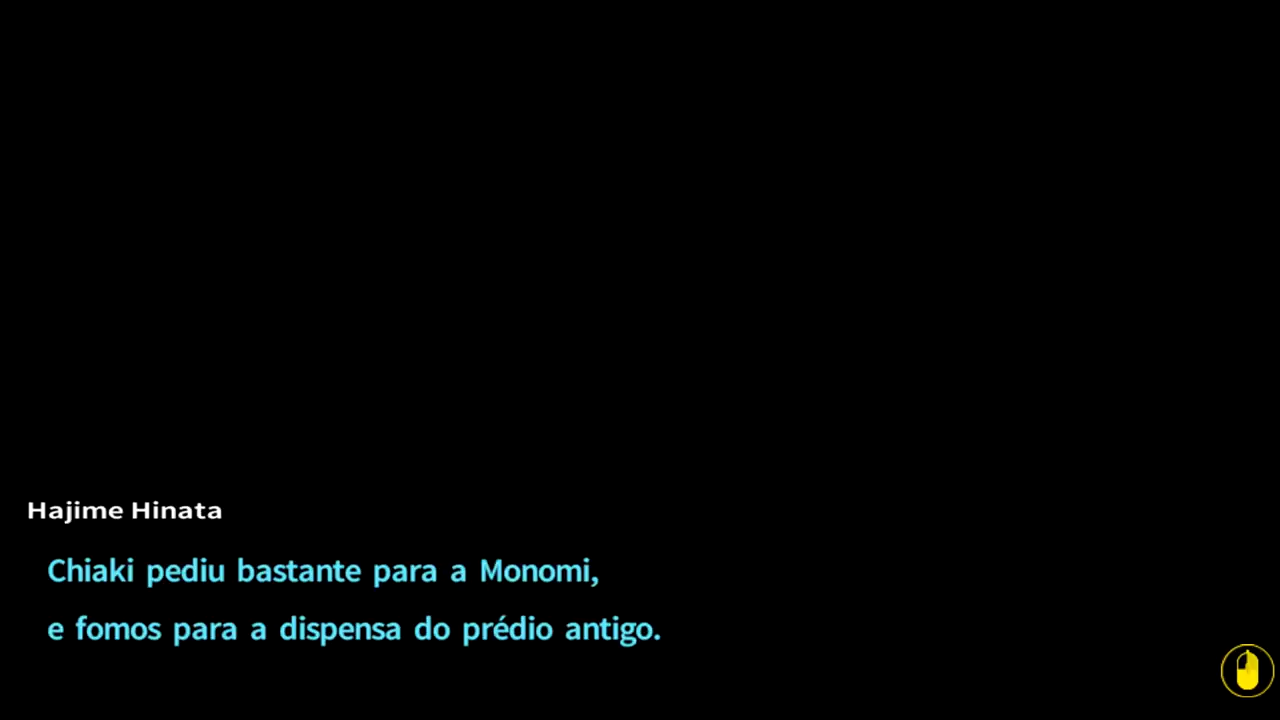 Hajime Hinata
Chiaki pediu bastante para a Monomi,
e fomos para a dispensa do prédio antigo.